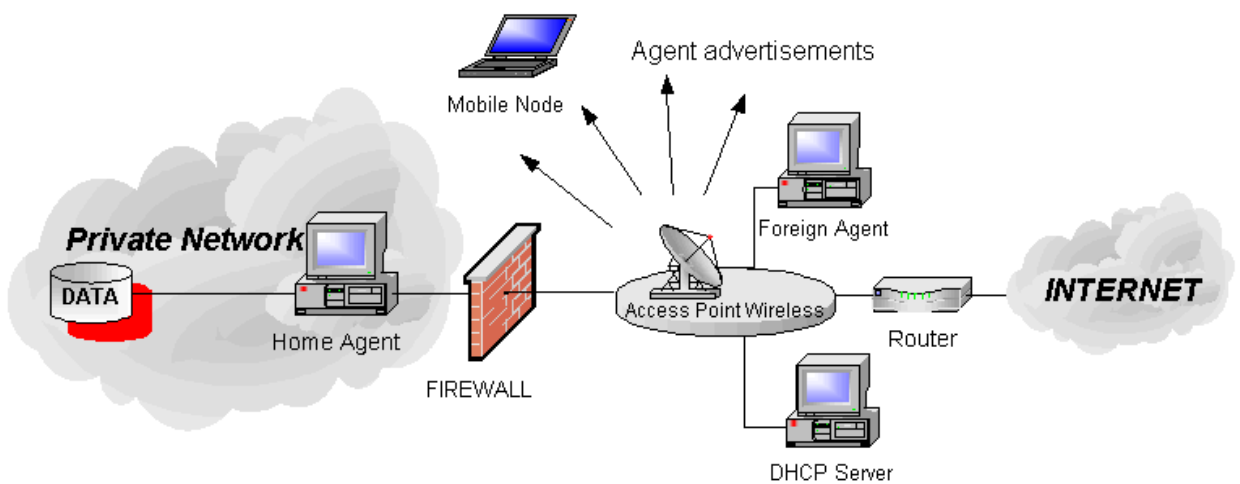 Agent advertisements
Mobile Node
Foreign Agent
Private Network
DATA
Home Agent
FIREWALL
Access Point Wireless
Router
INTERNET
DHCP Server